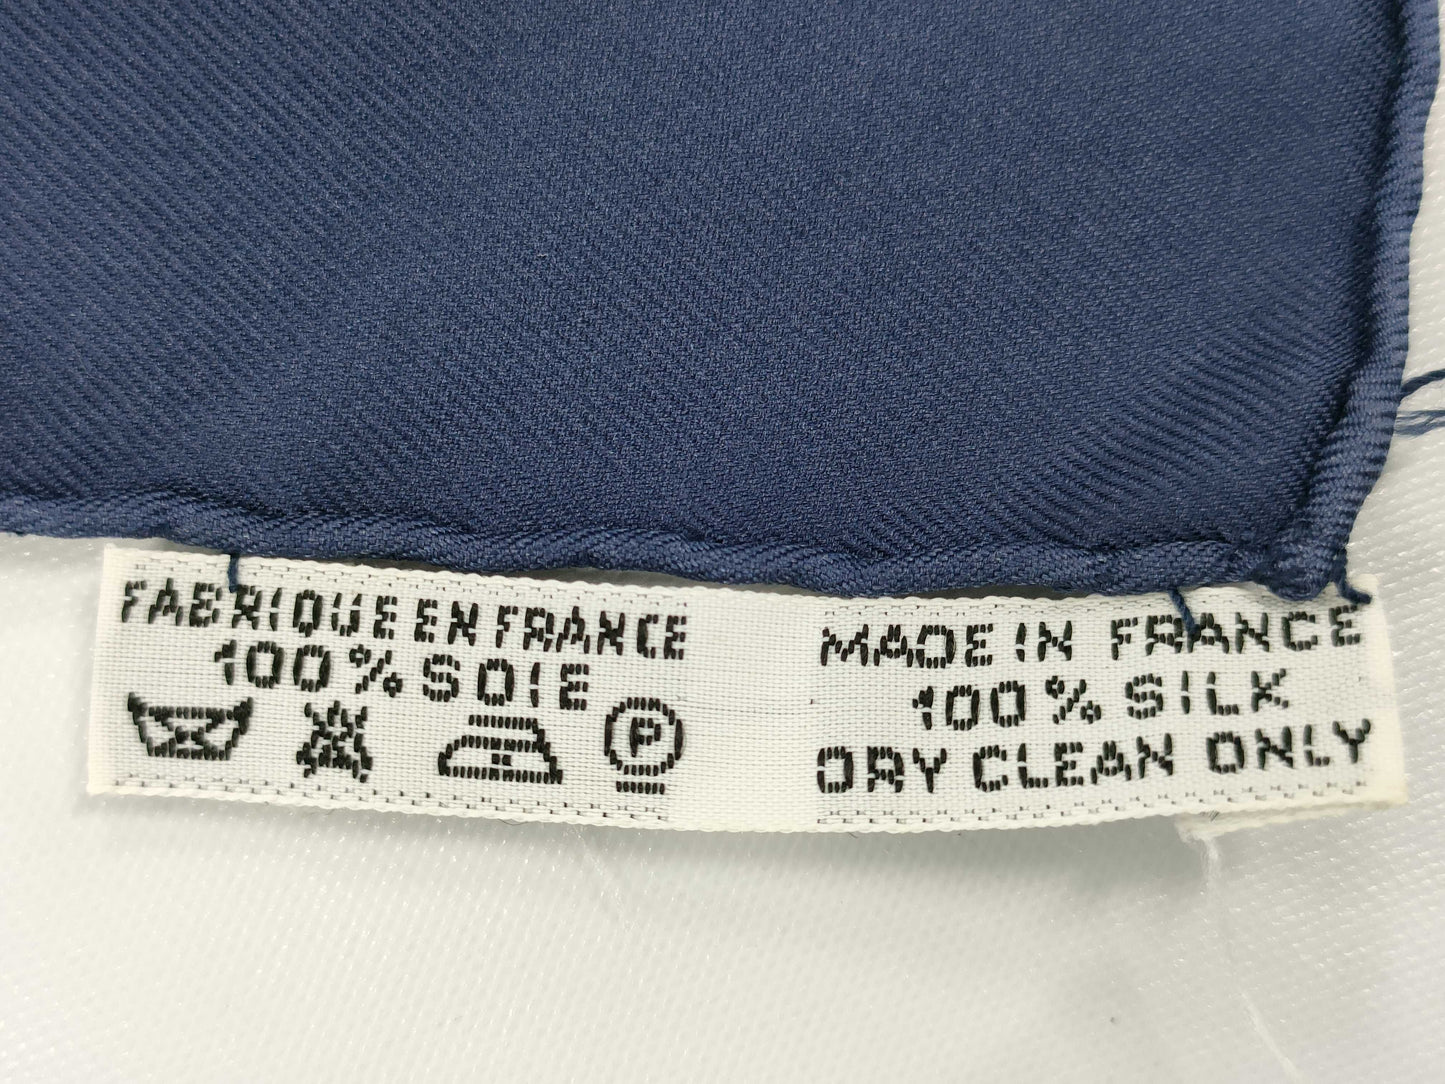 FABRIQUE EN FRANCE
100% SOIE
P
MADE IN FRANCE
100% SILK
DRY CLEAN ONLY